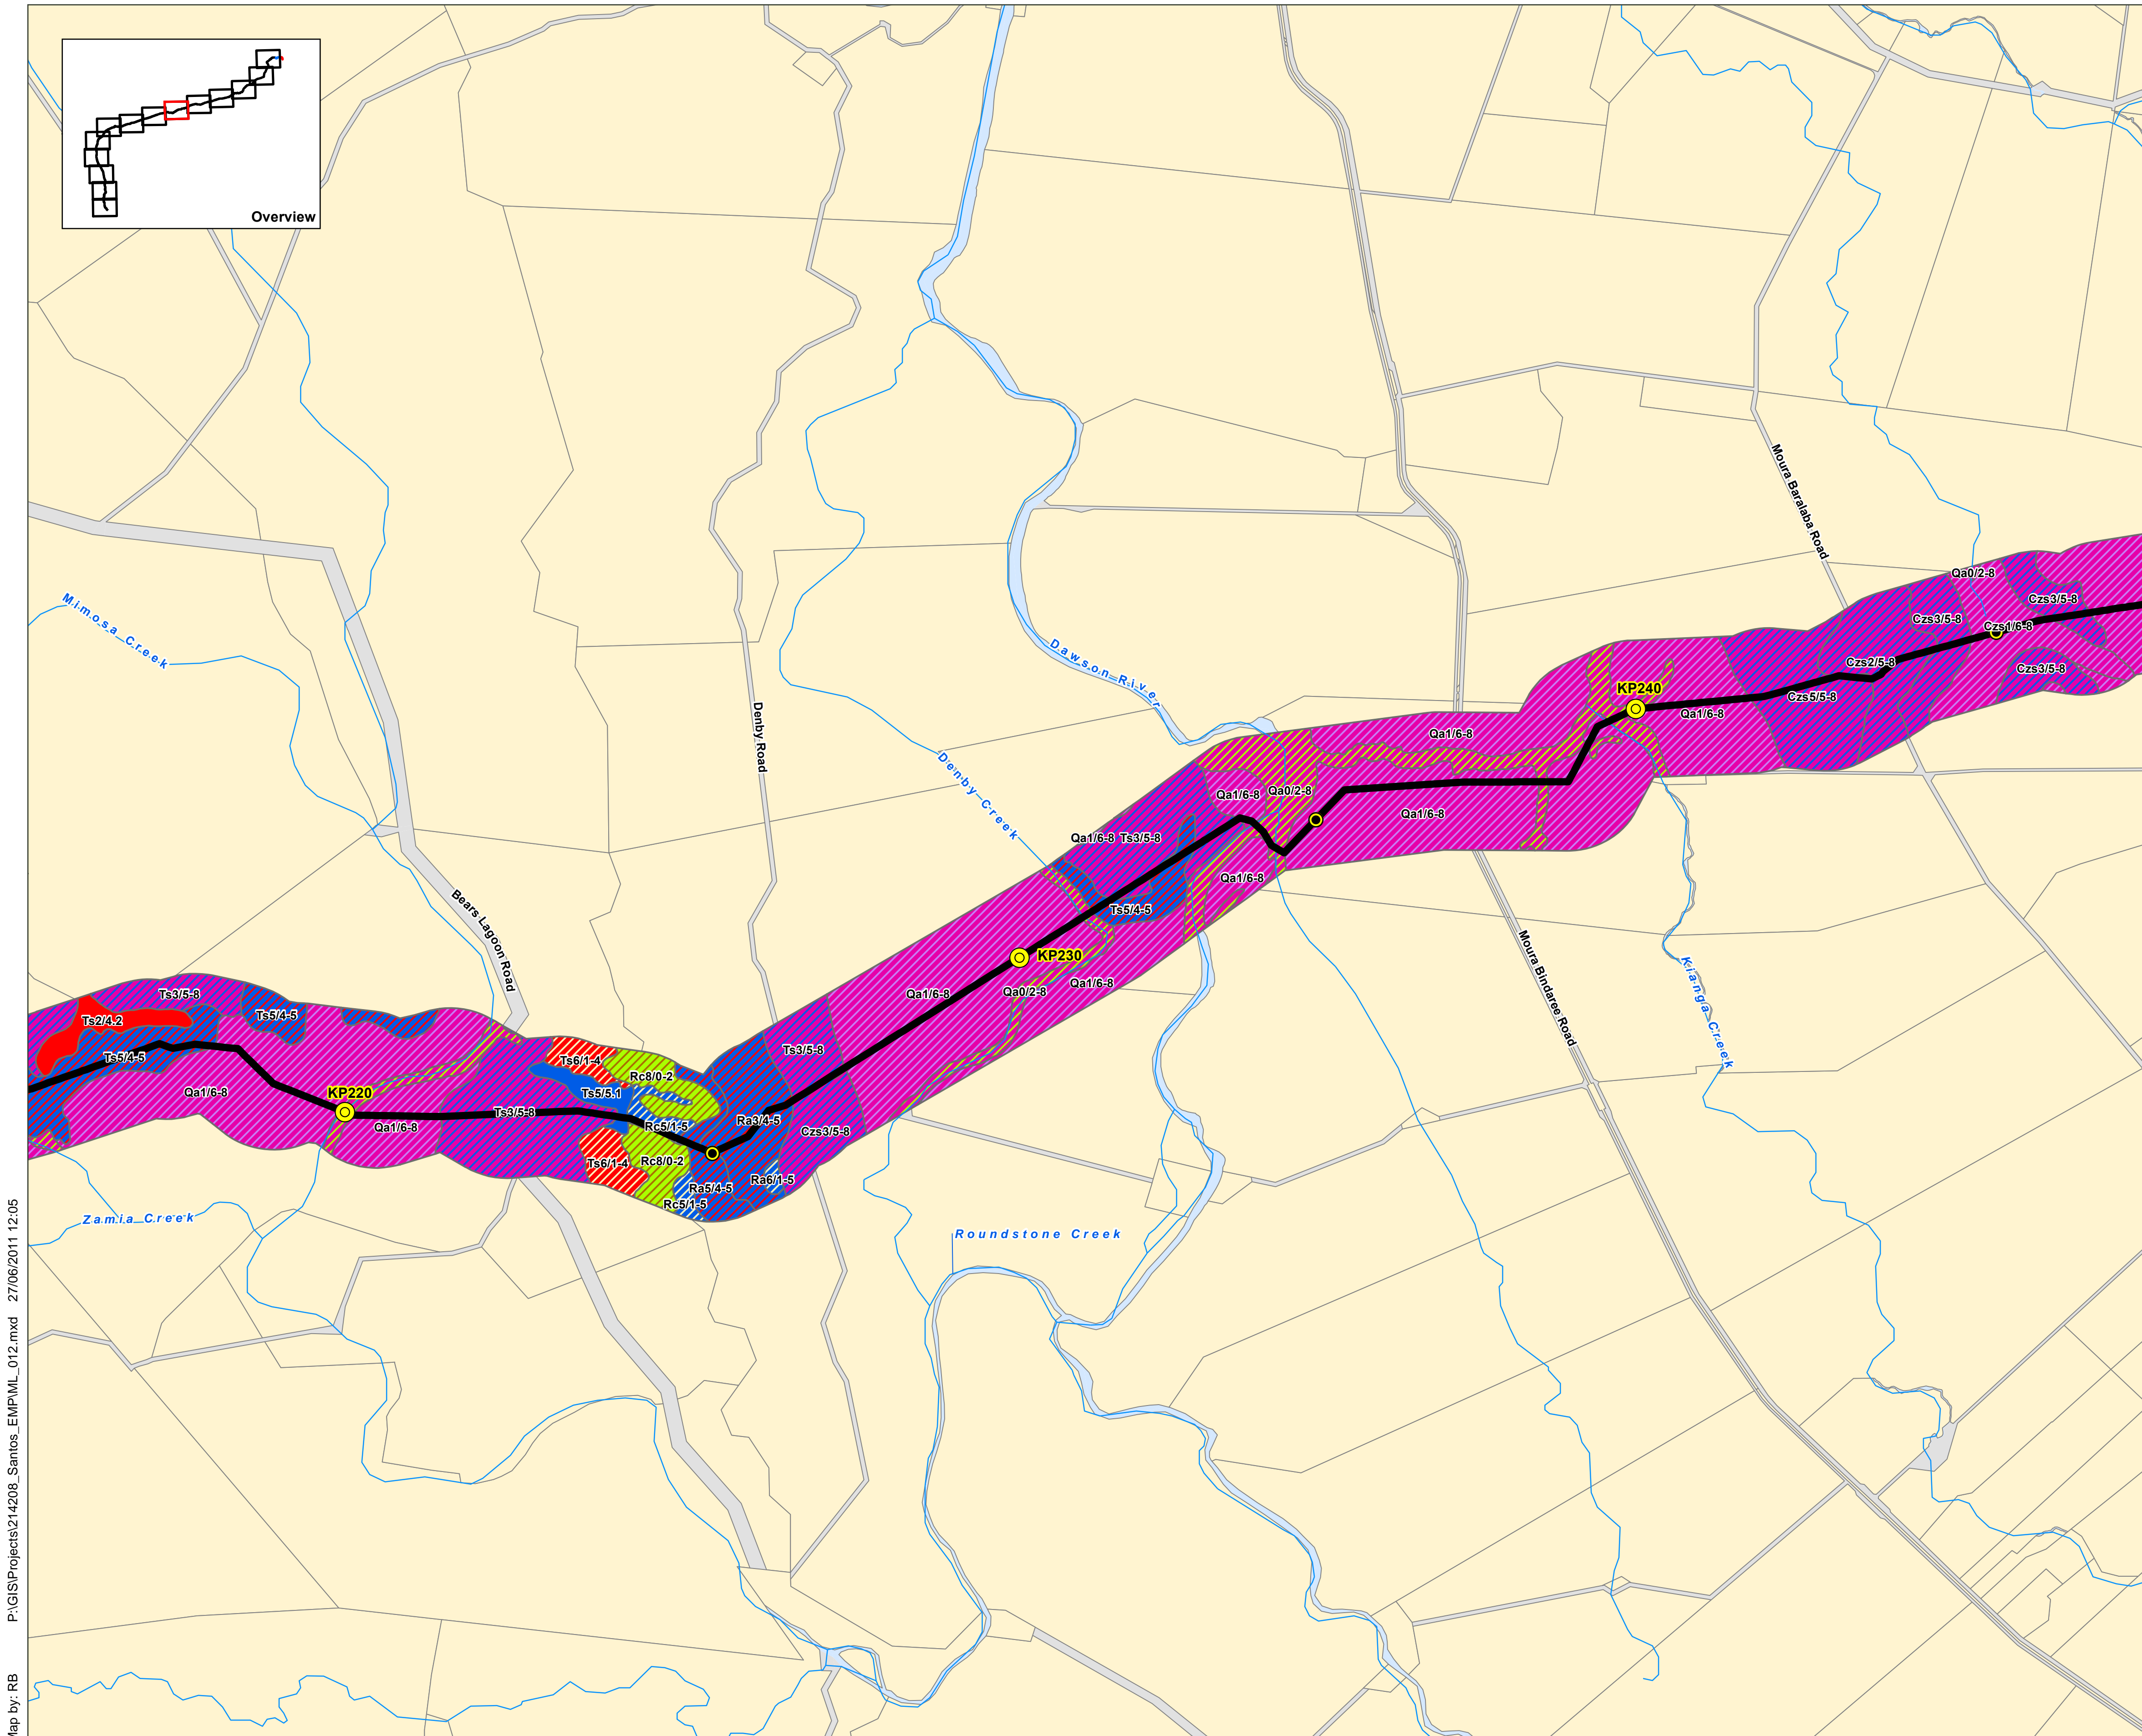 Overview
Moura Baralaba Road
Qa0/2-8
Czs3/5-8
Czs3/5-8
Czs1/6-8
Czs2/5-8
Czs3/5-8
Czs5/5-8
Mimosa Creek
Dawson River
KP240
Qa1/6-8
Qa1/6-8
Denby Road
Denby Creek
Qa1/6-8
Qa0/2-8
Qa1/6-8
Qa1/6-8 Ts3/5-8
Qa1/6-8
Ts5/4-5
Bears Lagoon Road
KP230
Moura Bindaree Road
Kianga Creek
Ts3/5-8
Qa1/6-8
Qa0/2-8
Qa1/6-8
Ts2/4.2
Ts5/4-5
Ts5/4-5
Ts3/5-8
Ts6/1-4
Rc8/0-2
Qa1/6-8
KP220
Ts5/5.1
Ts3/5-8
Qa1/6-8
Rc5/1-5
Ra3/4-5
Czs3/5-8
Ts6/1-4
Rc8/0-2
Ra5/4-5
Ra6/1-5
Rc5/1-5
Zamia Creek
Roundstone Creek
Map by: RB P:\GIS\Projects\214208_Santos_EMP\ML_012.mxd 27/06/2011 12:05